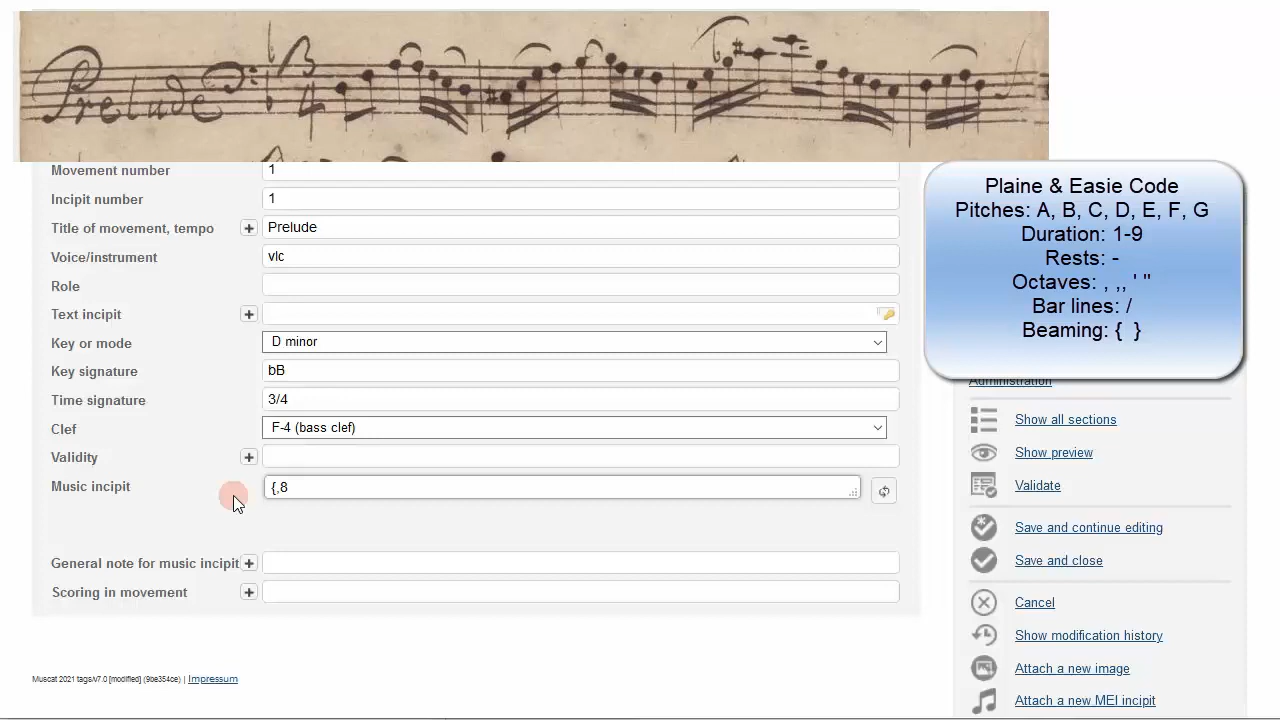 Prelude
3
4
Movement number 1
Incipit number 1
Title of movement, tempo Prelude
Voice/instrument vlc
Role
Text incipit
Key or mode D minor
Key signature bB
Time signature 3/4
Clef F-4 (bass clef)
Validity
Music incipit {,8
General note for music incipit
Scoring in movement
Muscat 2021 tags/v7.0 [modified] (9be354ce) | Impressum
Plaine & Easie Code
Pitches: A, B, C, D, E, F, G
Duration: 1-9
Rests: -
Octaves: , ,, ' "
Bar lines: /
Beaming: { }
Administration
Show all sections
Show preview
Validate
Save and continue editing
Save and close
Cancel
Show modification history
Attach a new image
Attach a new MEI incipit